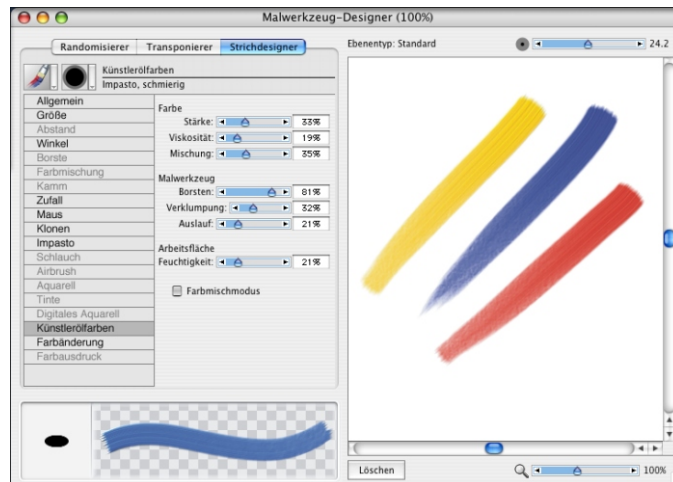 Malwerkzeug-Designer (100%)
Randomisierer Transponierer Strichdesigner
Künstlerölfarben
Impasto, schmierig
Allgemein
Größe
Abstand
Winkel
Borste
Farbmischung
Kamm
Zufall
Maus
Klonen
Impasto
Schlauch
Airbrush
Aquarell
Tinte
Digitales Aquarell
Künstlerölfarben
Farbänderung
Farbausdruck
Farbe
Stärke: 33%
Viskosität: 19%
Mischung: 35%
Malwerkzeug
Borsten: 81%
Verklumpung: 32%
Auslauf: 21%
Arbeitsfläche
Feuchtigkeit: 21%
Farbmischmodus
Ebenentyp: Standard 24.2
Löschen 100%